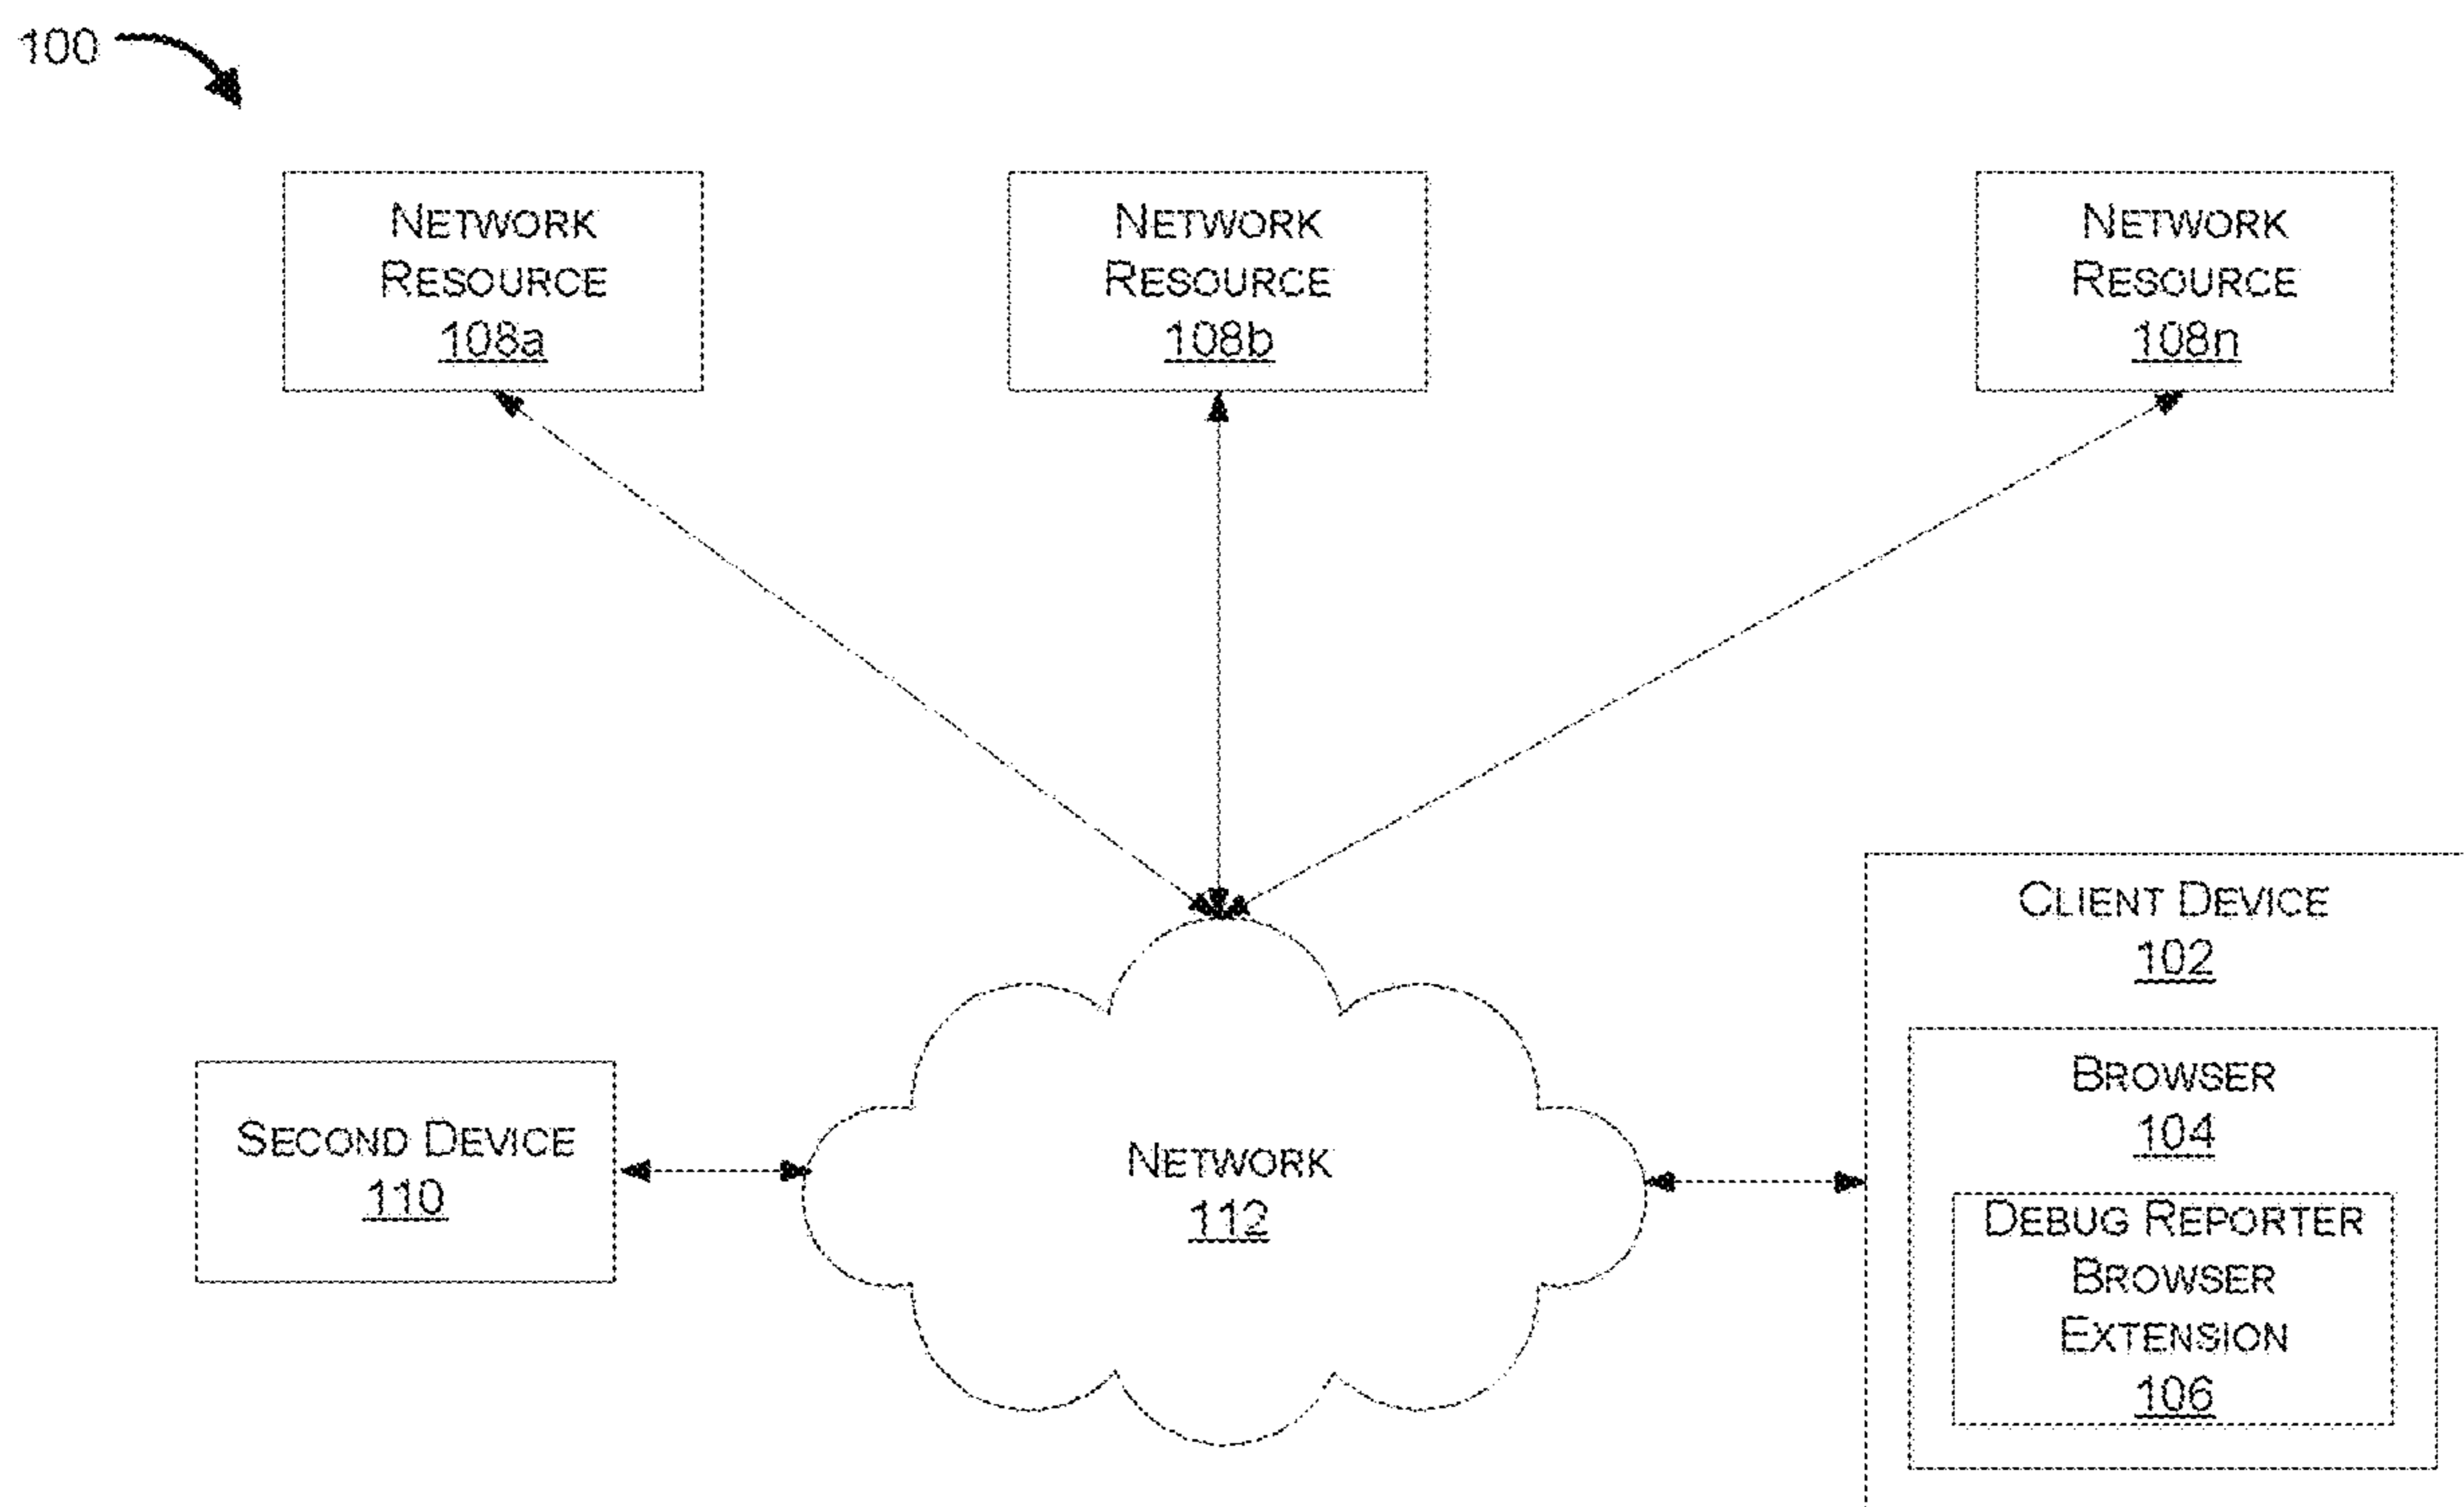 100
NETWORK
RESOURCE
108a
NETWORK
RESOURCE
108b
NETWORK
RESOURCE
108n
CLIENT DEVICE
102
BROWSER
104
DEBUG REPORTER
BROWSER
EXTENSION
106
SECOND DEVICE
110
NETWORK
112